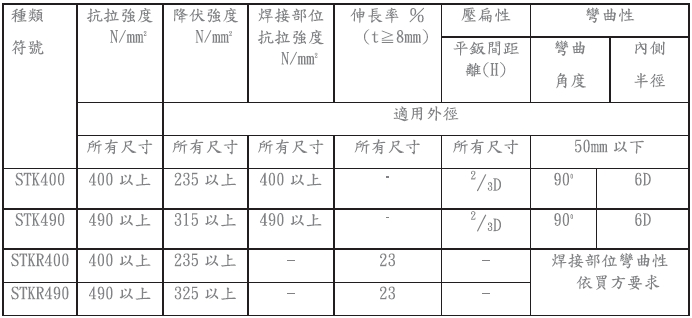 種類 抗拉強度 降伏強度 焊接部位 伸長率 % 壓扁性 彎曲性
符號 N/mm² N/mm² 抗拉強度 (t≧8mm) 平鈑間距 彎曲 內側
N/mm² 離(H) 角度 半徑
適用外徑
所有尺寸 所有尺寸 所有尺寸 所有尺寸 所有尺寸 50mm 以下
STK400 400 以上 235 以上 400 以上 - 2/3D 90° 6D
STK490 490 以上 315 以上 490 以上 - 2/3D 90° 6D
STKR400 400 以上 235 以上 - 23 - 焊接部位彎曲性
STKR490 490 以上 325 以上 - 23 - 依買方要求